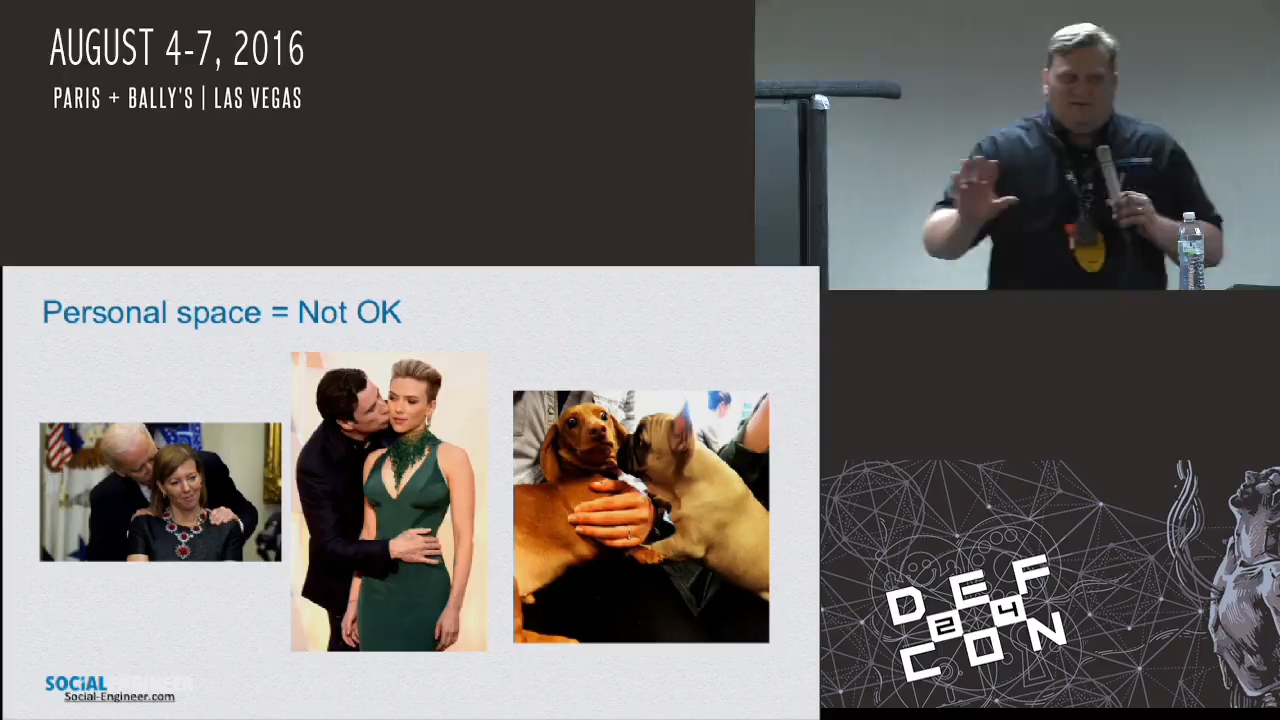 AUGUST 4-7, 2016
PARIS + BALLY'S | LAS VEGAS
Personal space = Not OK
SOCIAL ENGINEER
Social-Engineer.com
DEF
24
CON